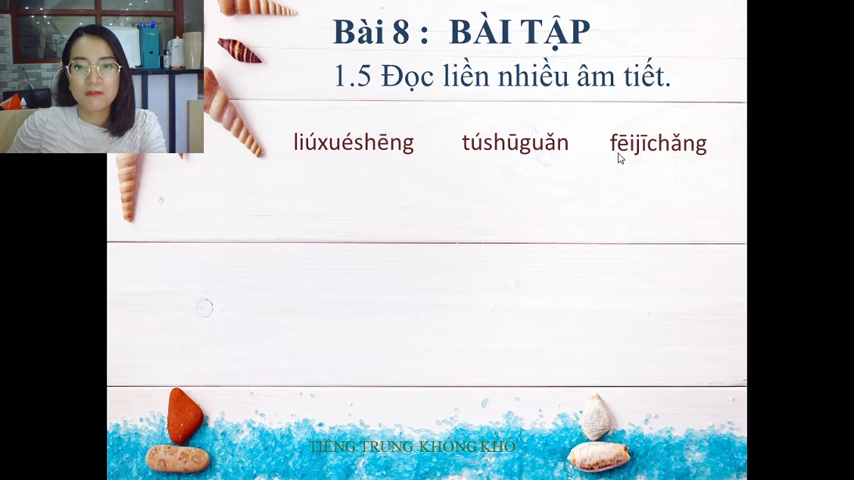 Bài 8 : BÀI TẬP
1.5 Đọc liền nhiều âm tiết.
liúxuéshēng túshūguǎn fēijīchǎng
TIẾNG TRUNG KHÔNG KHÓ